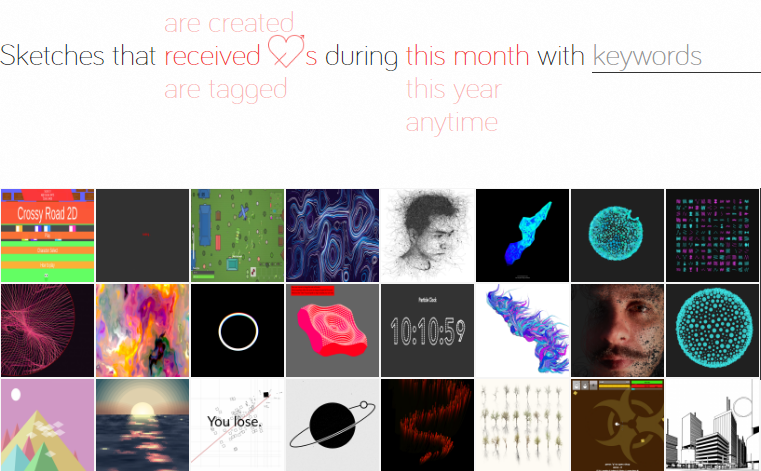 are created
Sketches that received s during this month with keywords
are tagged
this year
anytime
Crossy Road 2D
Particle Clock
10:10:59
You lose.